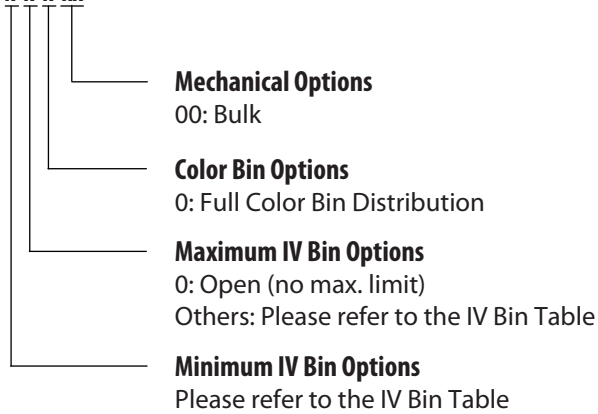 Mechanical Options
00: Bulk
Color Bin Options
0: Full Color Bin Distribution
Maximum IV Bin Options
0: Open (no max. limit)
Others: Please refer to the IV Bin Table
Minimum IV Bin Options
Please refer to the IV Bin Table